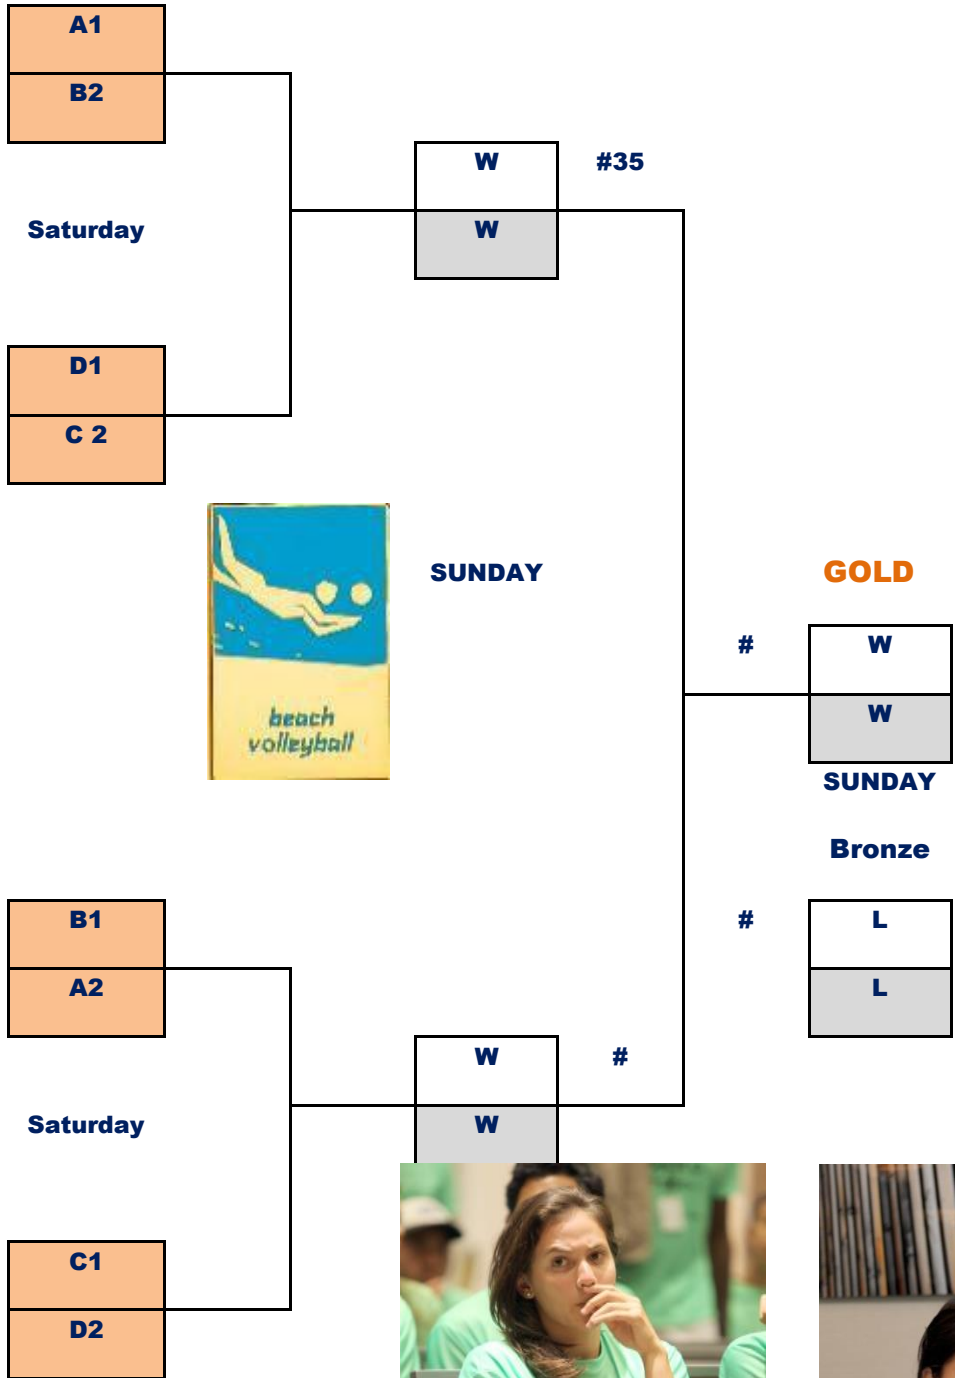 A1
B2
W #35
Saturday W
D1
C 2
SUNDAY GOLD
# W
beach W
volleyball
SUNDAY
Bronze
B1 # L
A2 L
W #
Saturday W
C1
D2